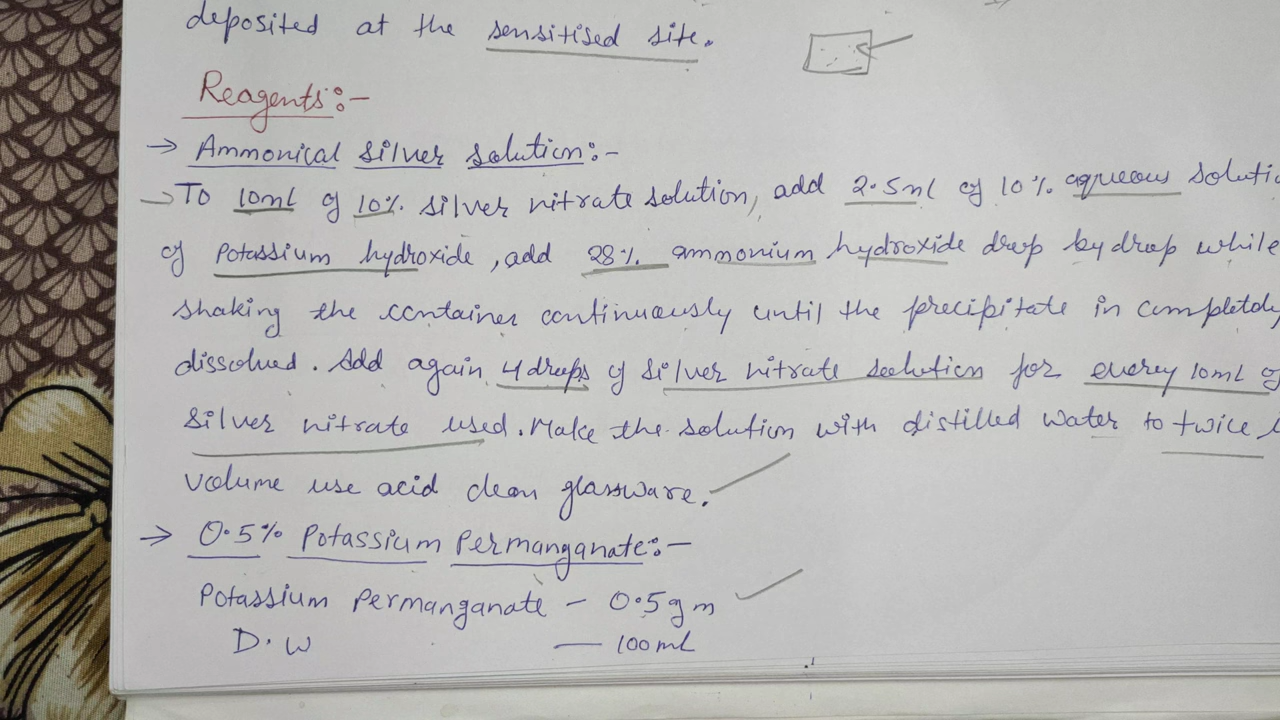 deposited at the sensitised site.
Reagents:-
→ Ammonical silver solution:-
→ To 10ml of 10% silver nitrate solution, add 2.5ml of 10% aqueous solutio
of potassium hydroxide, add 28% ammonium hydroxide drop by drop while
shaking the container continuously until the precipitate in completely
dissolved. Add again 4 drops of silver nitrate solution for every 10ml of
silver nitrate used. Make the solution with distilled water to twice
volume use acid clean glassware.
→ 0.5% Potassium Permanganate:-
Potassium Permanganate - 0.5gm
D.W — 100ml